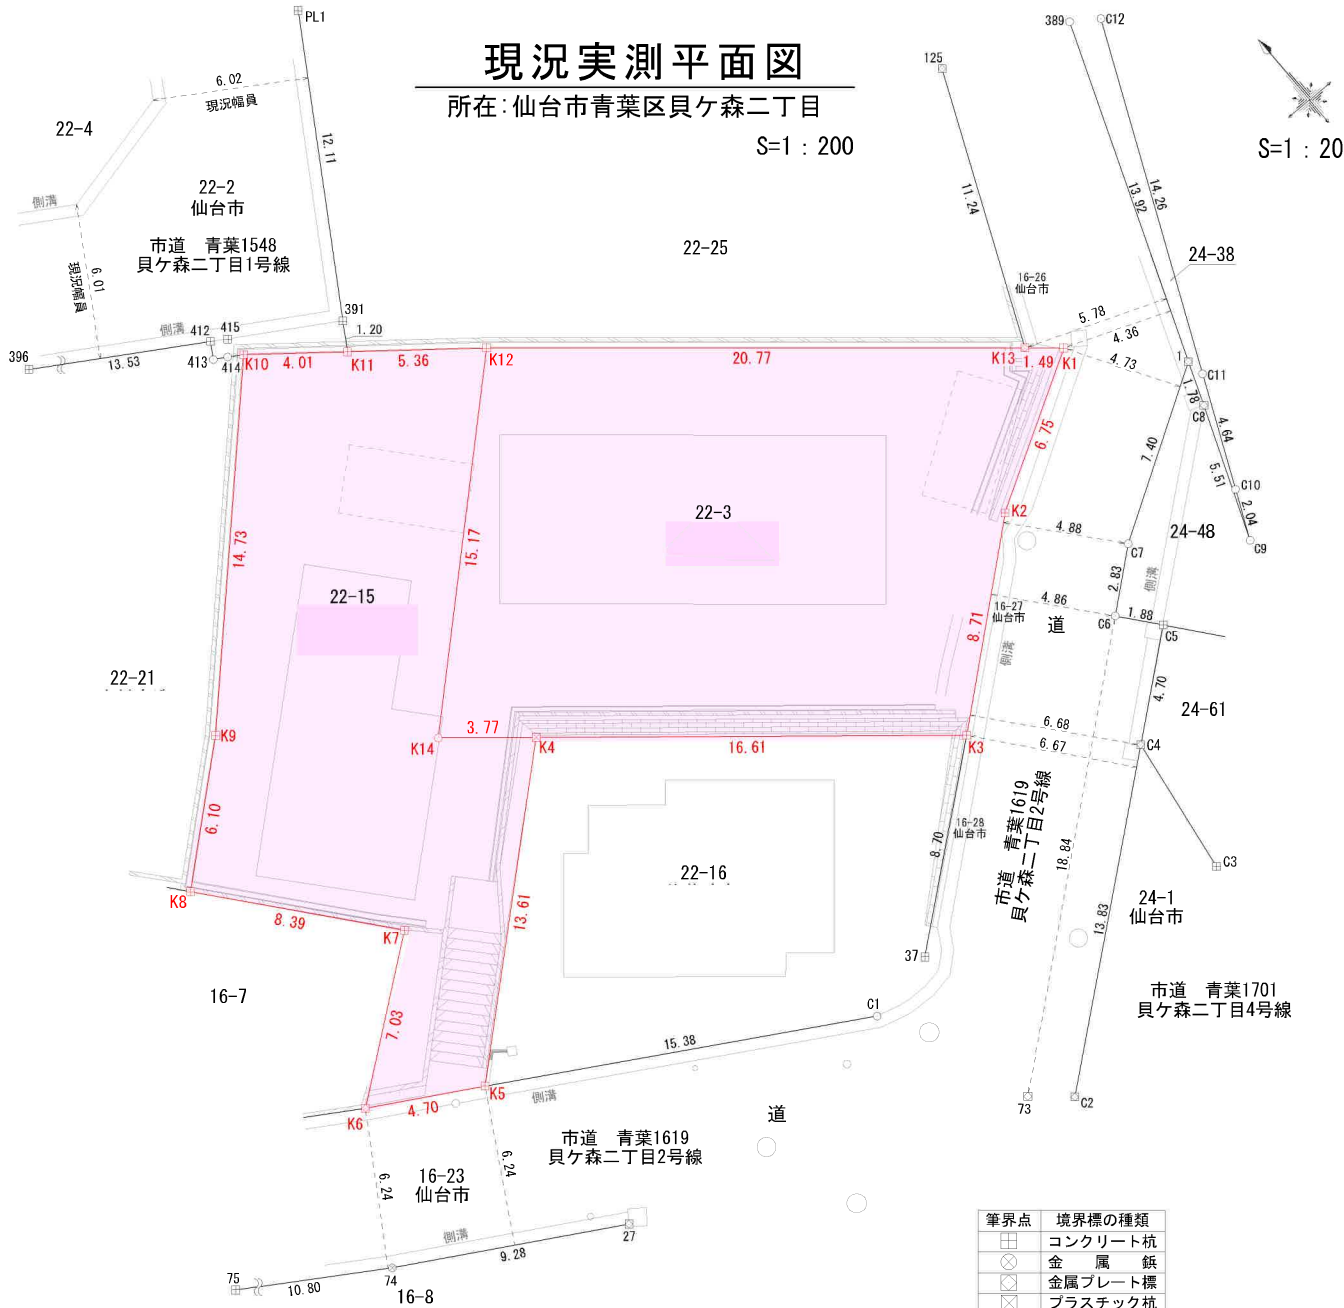 現況実測平面図
所在:仙台市青葉区貝ケ森二丁目
S=1 : 200
S=1 : 20
PL1
6.02
現況幅員
22-4
12.11
側溝
22-2
仙台市
市道 青葉1548
貝ケ森二丁目1号線
6.01
現況幅員
側溝
412
415
391
1.20
396
13.53
413
414
K10
4.01
K11
5.36
K12
20.77
K13
1.49
K1
125
11.24
22-25
16-26
仙台市
389
C12
13.92
14.26
24-38
5.78
4.36
4.73
1
C11
1.78
C8
4.64
5.51
C10
2.04
C9
7.40
24-48
6.75
K2
4.88
C7
2.83
側溝
4.86
C6
1.88
C5
16-27
仙台市
道
側溝
8.71
4.70
24-61
6.68
6.67
C4
22-3
15.17
14.73
22-15
22-21
K9
K14
3.77
K4
16.61
K3
6.10
K8
8.39
K7
13.61
22-16
8.70
16-28
仙台市
市道 青葉1619
貝ケ森二丁目2号線
18.84
13.83
C3
24-1
仙台市
市道 青葉1701
貝ケ森二丁目4号線
37
C1
15.38
16-7
7.03
K6
4.70
K5
側溝
道
73
C2
市道 青葉1619
貝ケ森二丁目2号線
6.24
6.24
16-23
仙台市
側溝
9.28
27
75
10.80
74
16-8
筆界点 境界標の種類
コンクリート杭
金属鋲
金属プレート標
プラスチック杭